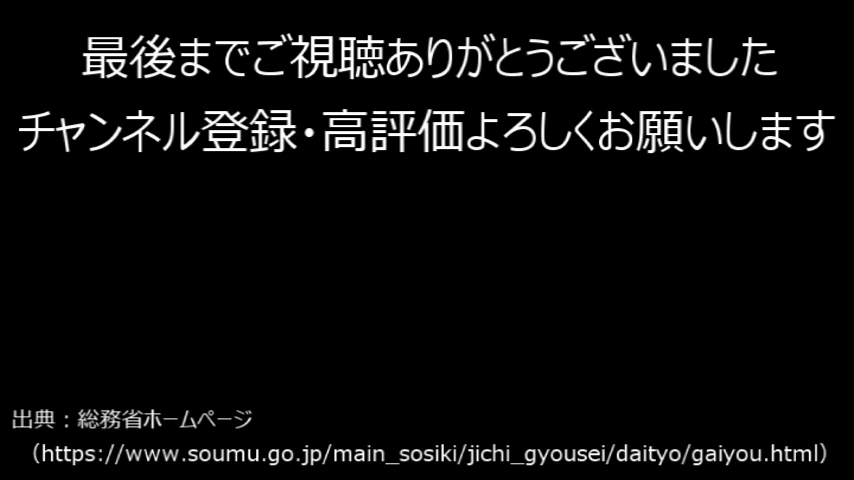 最後までご視聴ありがとうございました
チャンネル登録・高評価よろしくお願いします
出典：総務省ホームページ
（https://www.soumu.go.jp/main_sosiki/jichi_gyousei/daityo/gaiyou.html）